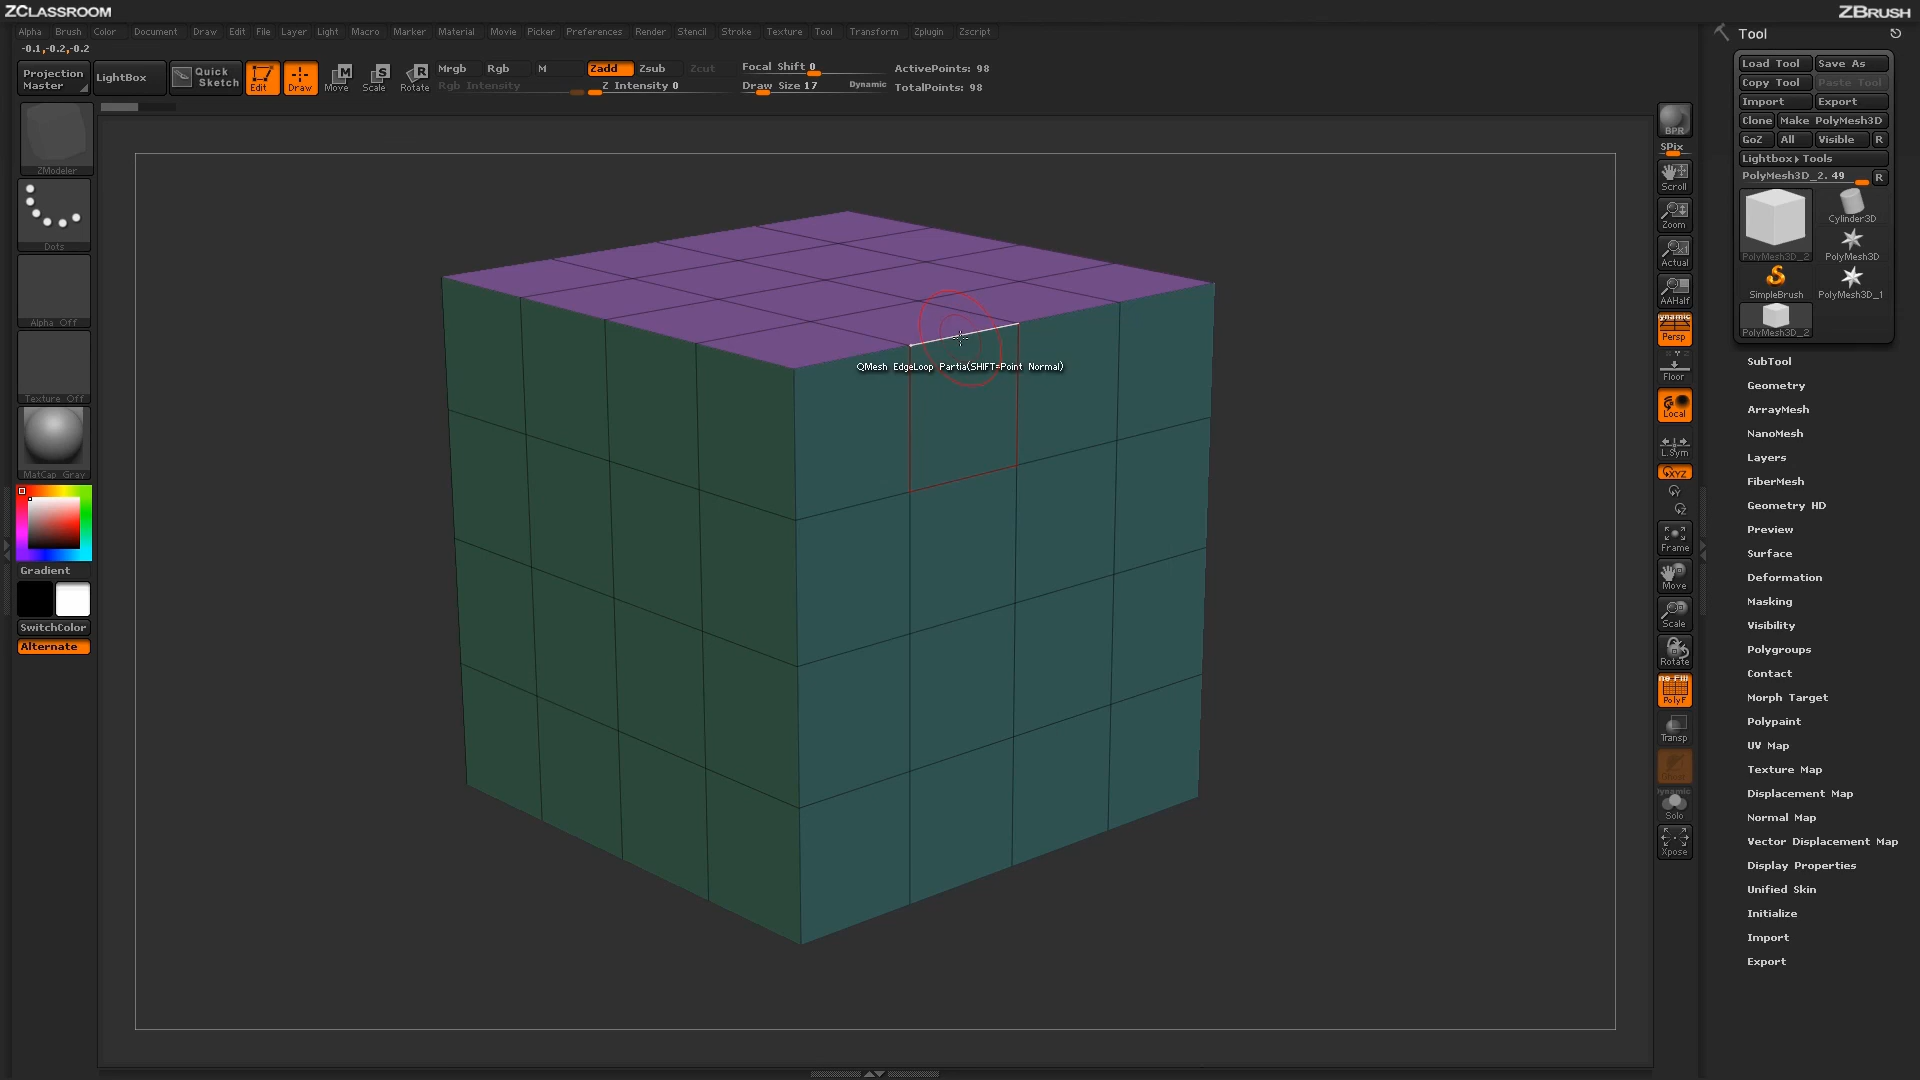 ZCLASSROOM
ZBRUSH
Alpha Brush Color Document Draw Edit File Layer Light Macro Marker Material Movie Picker Preferences Render Stencil Stroke Texture Tool Transform Zplugin Zscript
-0.1,-0.2,-0.2
Projection Master
LightBox
Quick Sketch
Edit
Draw
Move
Scale
Rotate
Mrgb Rgb M
Rgb Intensity
Zadd Zsub Zcut
Z Intensity 0
Focal Shift 0
Draw Size 17
Dynamic
ActivePoints: 98
TotalPoints: 98
ZModeler
Dots
Alpha Off
Texture Off
MatCap Gray
Gradient
SwitchColor
Alternate
QMesh EdgeLoop Partia(SHIFT=Point Normal)
BPR
SPix
Scroll
Zoom
Actual
AAHalf
Persp
Floor
Local
L.Sym
XYZ
Frame
Move
Scale
Rotate
PolyF
Transp
Ghost
Dynamic
Solo
Xpose
Tool
Load Tool Save As
Copy Tool Paste Tool
Import Export
Clone Make PolyMesh3D
GoZ All Visible R
Lightbox▸Tools
PolyMesh3D_2. 49 R
PolyMesh3D_2
Cylinder3D
PolyMesh3D
SimpleBrush
PolyMesh3D_1
PolyMesh3D_2
SubTool
Geometry
ArrayMesh
NanoMesh
Layers
FiberMesh
Geometry HD
Preview
Surface
Deformation
Masking
Visibility
Polygroups
Contact
Morph Target
Polypaint
UV Map
Texture Map
Displacement Map
Normal Map
Vector Displacement Map
Display Properties
Unified Skin
Initialize
Import
Export